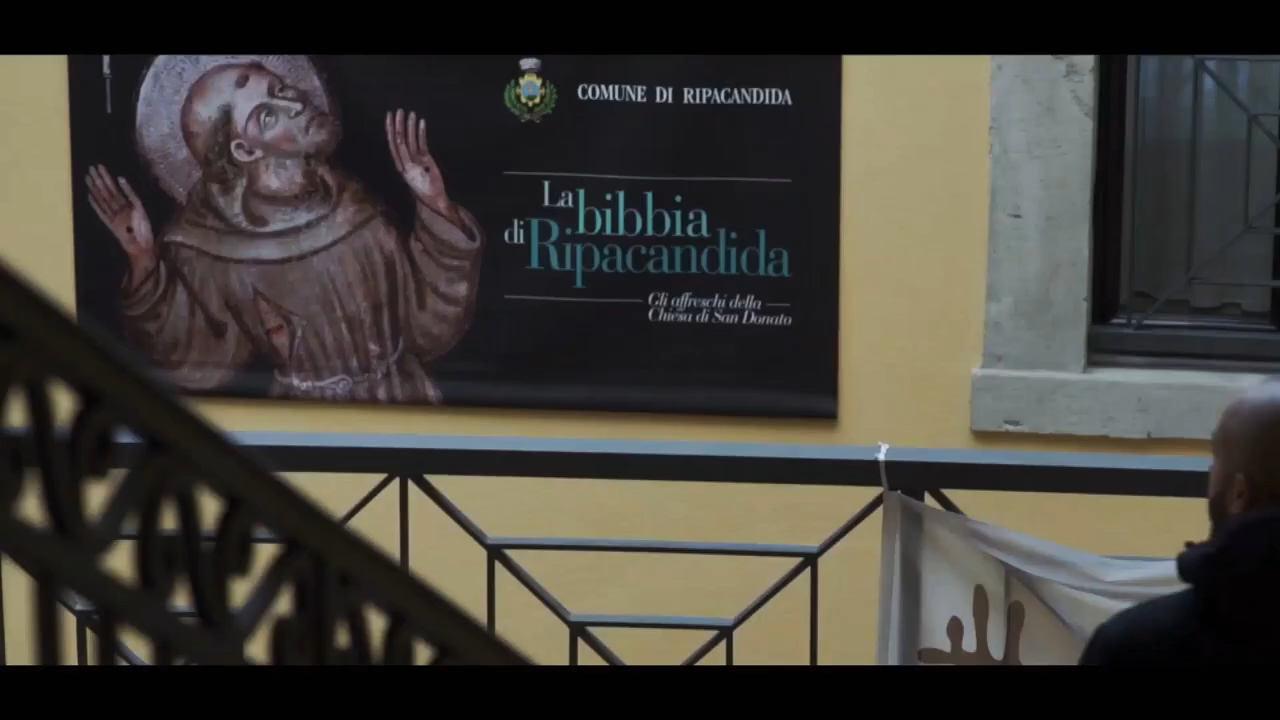 COMUNE DI RIPACANDIDA
La bibbia
di Ripacandida
Gli affreschi della
Chiesa di San Donato